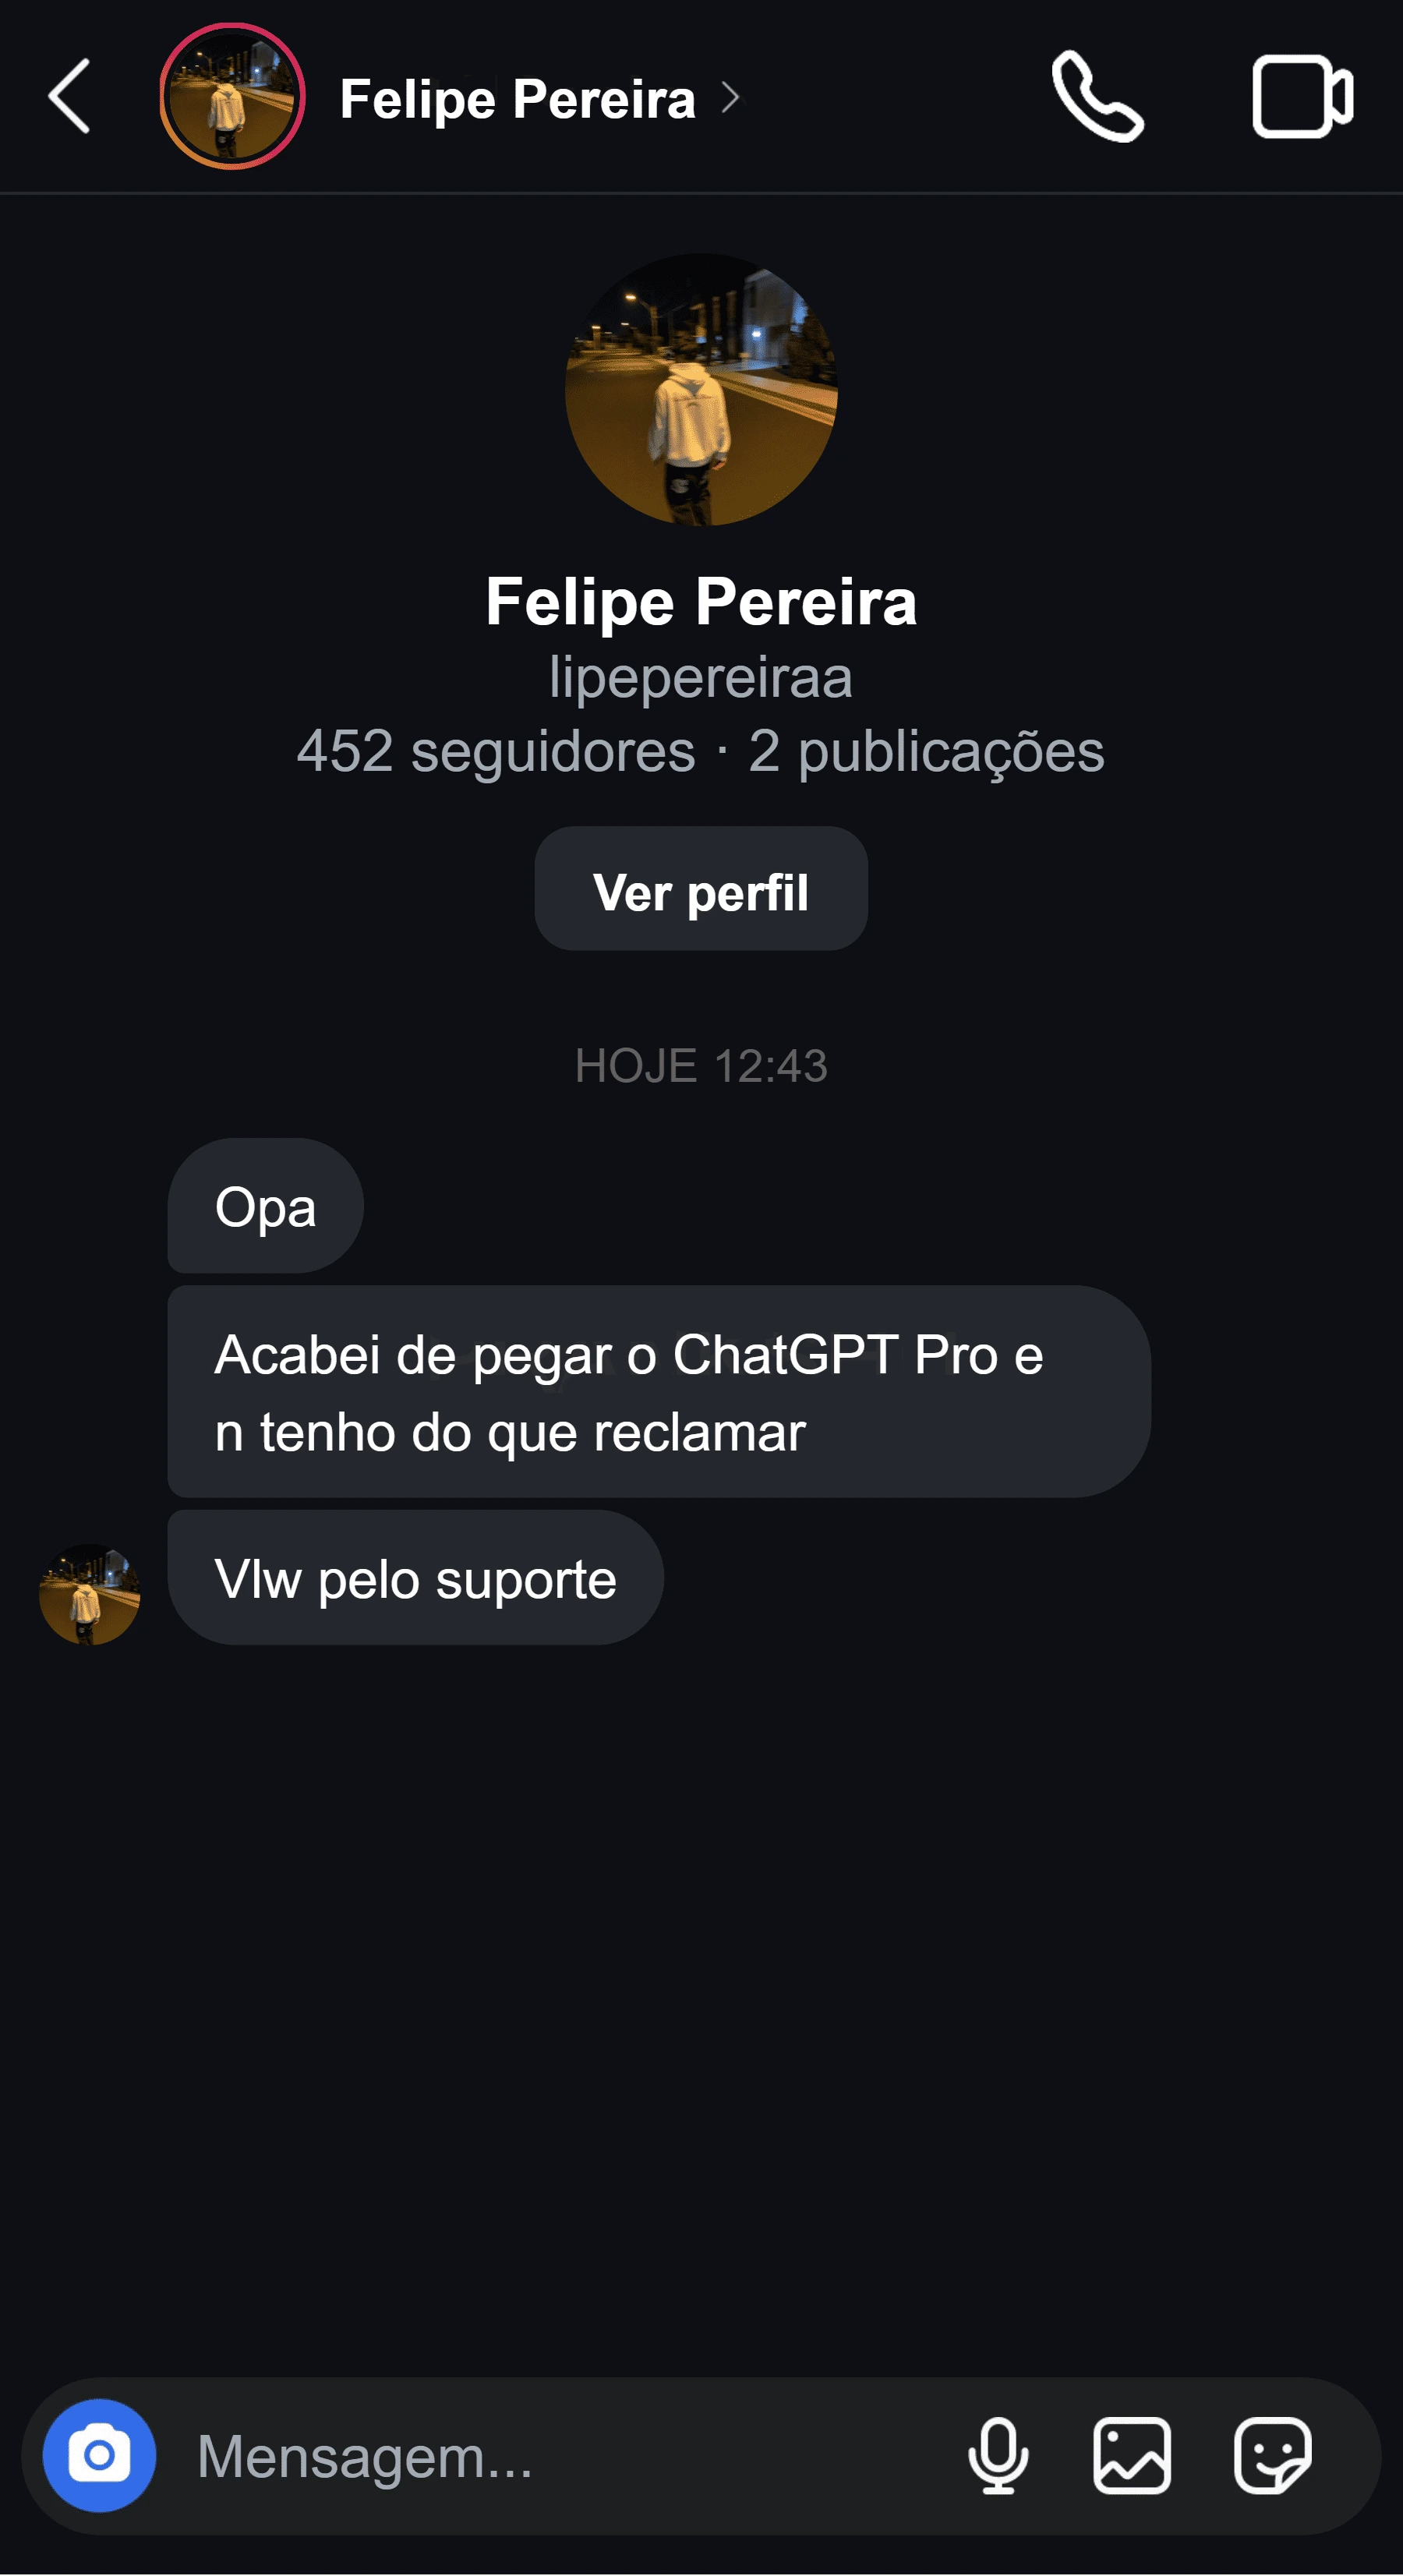 Felipe Pereira
Felipe Pereira
lipepereiraa
452 seguidores · 2 publicações
Ver perfil
HOJE 12:43
Opa
Acabei de pegar o ChatGPT Pro e
n tenho do que reclamar
Vlw pelo suporte
Mensagem...